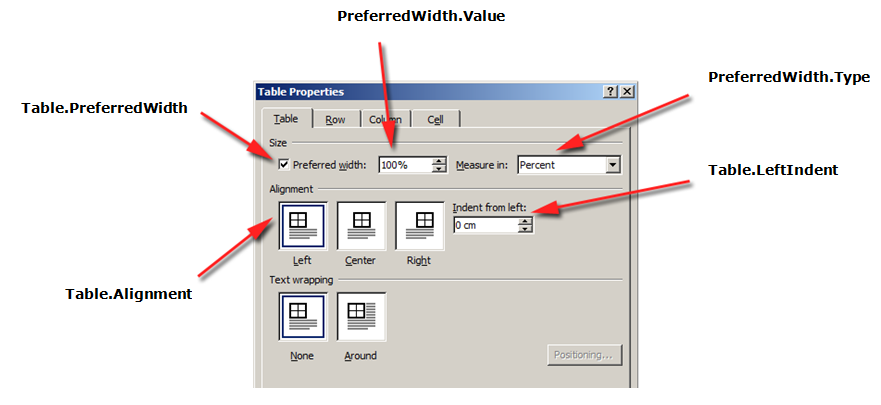 PreferredWidth.Value
PreferredWidth.Type
Table.PreferredWidth
Table Properties
Table Row Column Cell
Size
Preferred width: 100% Measure in: Percent
Table.LeftIndent
Alignment
Indent from left:
0 cm
Left Center Right
Table.Alignment
Text wrapping
None Around
Positioning...